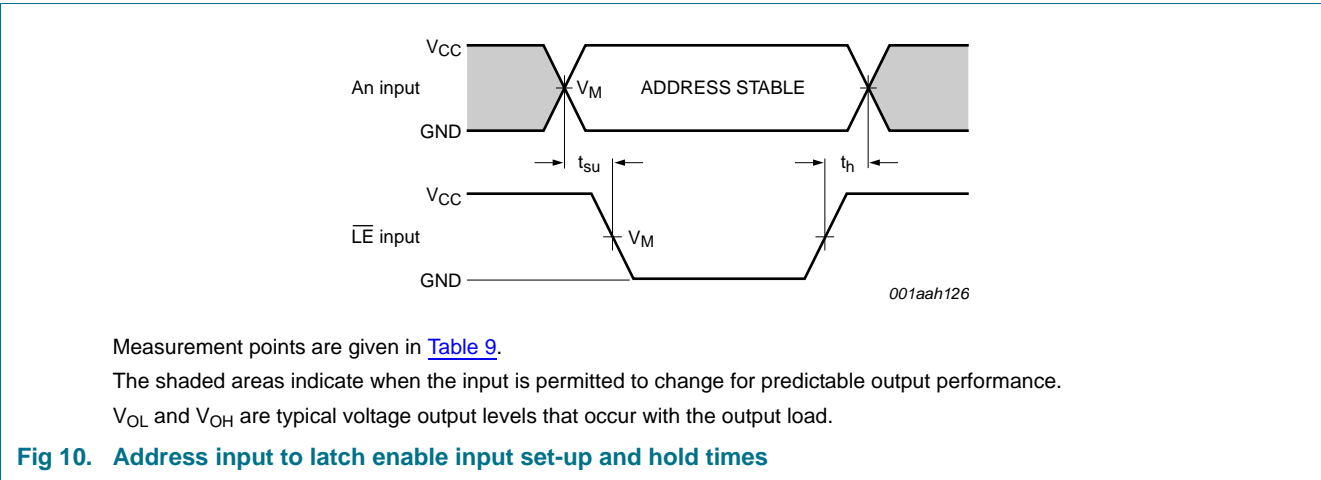 VCC
An input
VM
ADDRESS STABLE
GND
tsu
th
VCC
LE input
VM
GND
001aah126
Measurement points are given in Table 9.
The shaded areas indicate when the input is permitted to change for predictable output performance.
VOL and VOH are typical voltage output levels that occur with the output load.
Fig 10. Address input to latch enable input set-up and hold times